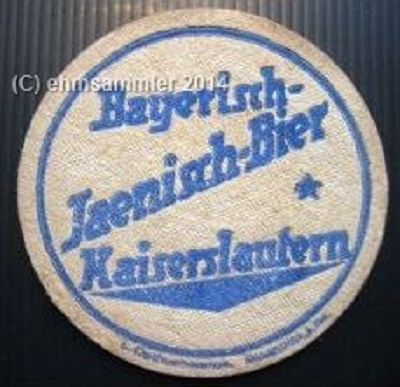 (C) ehmsammler 2014
Bayerisch-
Jaenisch-Bier
Kaiserslautern